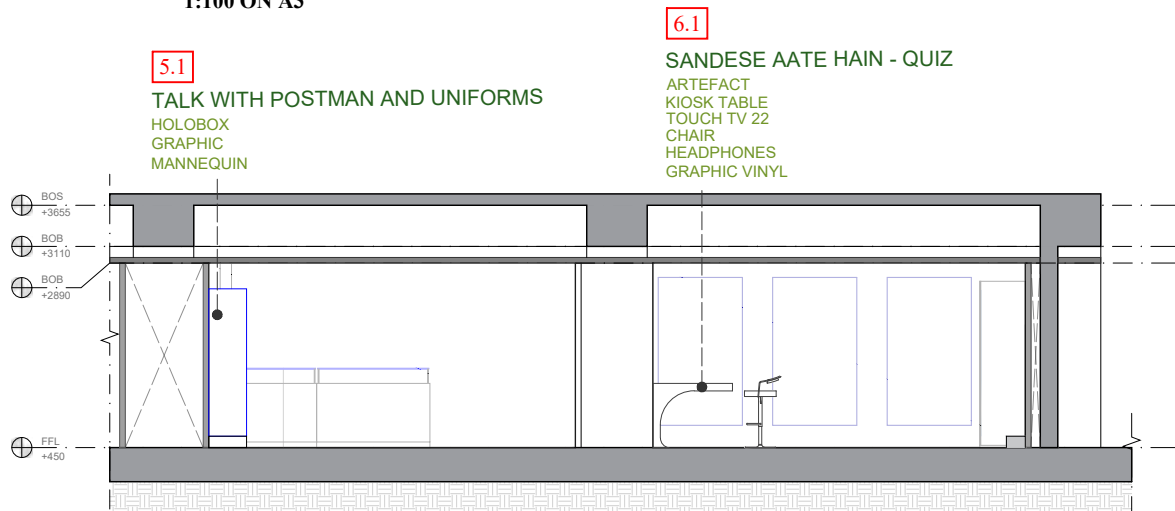 1:100 ON A3
5.1
TALK WITH POSTMAN AND UNIFORMS
HOLOBOX
GRAPHIC
MANNEQUIN
6.1
SANDESE AATE HAIN - QUIZ
ARTEFACT
KIOSK TABLE
TOUCH TV 22
CHAIR
HEADPHONES
GRAPHIC VINYL
BOS
+3655
BOB
+3110
BOB
+2890
FFL
+450